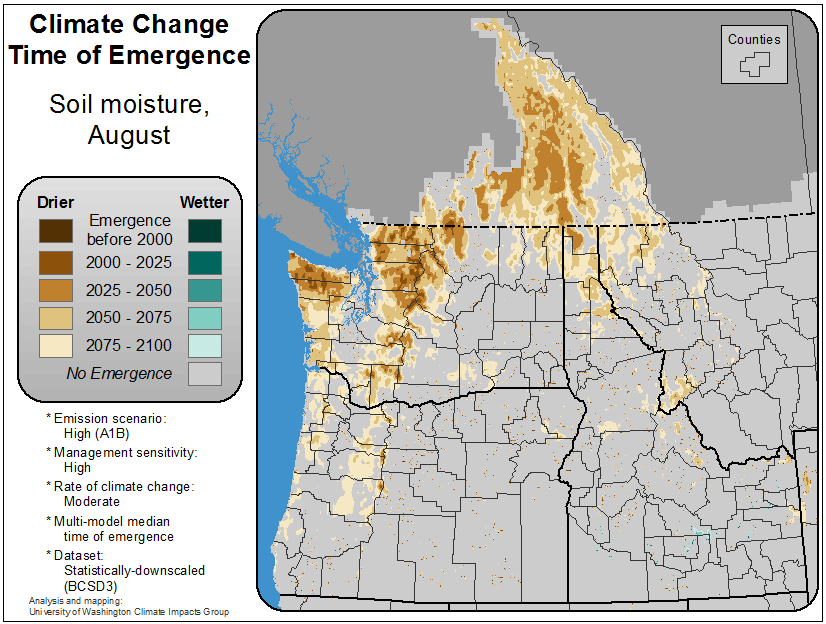 Climate Change
Time of Emergence
Soil moisture,
August
Drier
Wetter
Emergence
before 2000
2000 - 2025
2025 - 2050
2050 - 2075
2075 - 2100
No Emergence
* Emission scenario:
High (A1B)
* Management sensitivity:
High
* Rate of climate change:
Moderate
* Multi-model median
time of emergence
* Dataset:
Statistically-downscaled
(BCSD3)
Analysis and mapping:
University of Washington Climate Impacts Group
Counties